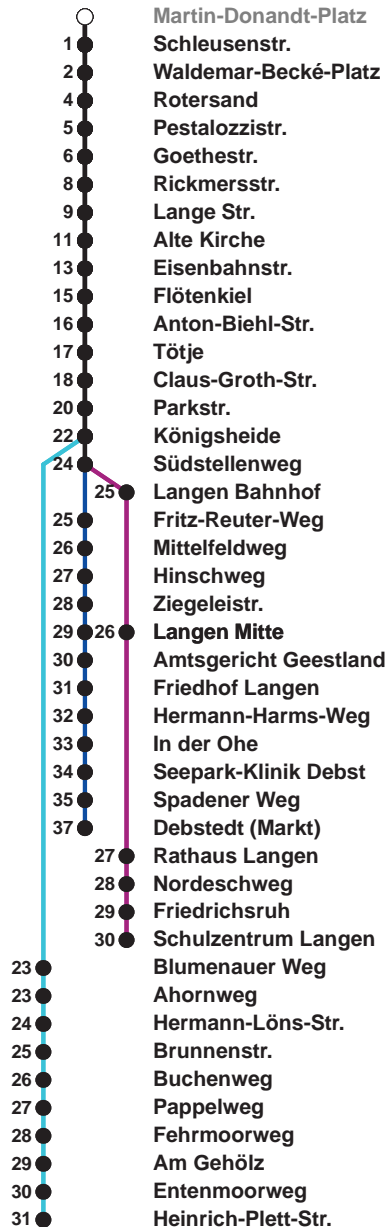 Martin-Donandt-Platz
1 Schleusenstr.
2 Waldemar-Becké-Platz
4 Rotersand
5 Pestalozzistr.
6 Goethestr.
8 Rickmersstr.
9 Lange Str.
11 Alte Kirche
13 Eisenbahnstr.
15 Flötenkiel
16 Anton-Biehl-Str.
17 Tötje
18 Claus-Groth-Str.
20 Parkstr.
22 Königsheide
24 Südstellenweg
25 Langen Bahnhof
25 Fritz-Reuter-Weg
26 Mittelfeldweg
27 Hinschweg
28 Ziegeleistr.
29 26 Langen Mitte
30 Amtsgericht Geestland
31 Friedhof Langen
32 Hermann-Harms-Weg
33 In der Ohe
34 Seepark-Klinik Debst
35 Spadener Weg
37 Debstedt (Markt)
27 Rathaus Langen
28 Nordeschweg
29 Friedrichsruh
30 Schulzentrum Langen
23 Blumenauer Weg
23 Ahornweg
24 Hermann-Löns-Str.
25 Brunnenstr.
26 Buchenweg
27 Pappelweg
28 Fehrmoorweg
29 Am Gehölz
30 Entenmoorweg
31 Heinrich-Plett-Str.